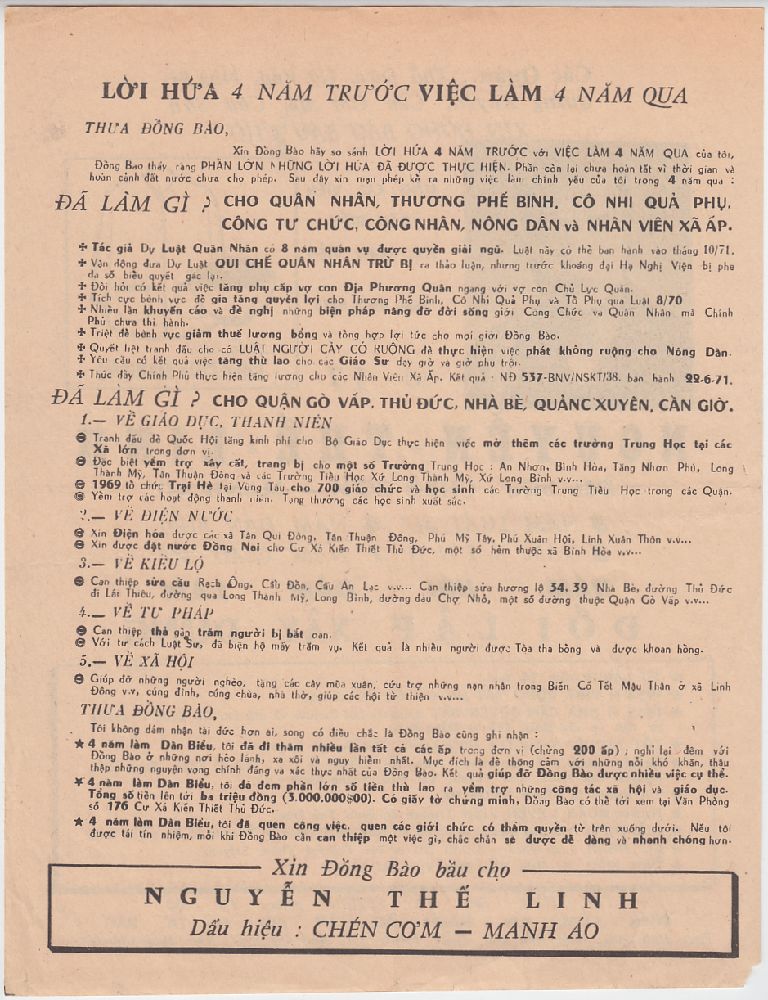 LỜI HỨA 4 NĂM TRƯỚC VIỆC LÀM 4 NĂM QUA
THƯA ĐỒNG BÀO,
Xin Đồng Bào hãy so sánh LỜI HỨA 4 NĂM TRƯỚC với VIỆC LÀM 4 NĂM QUA của tôi,
Đồng Bào thấy rằng PHẦN LỚN NHỮNG LỜI HỨA ĐÃ ĐƯỢC THỰC HIỆN. Phần còn lại chưa hoàn tất vì thời gian và
hoàn cảnh đất nước chưa cho phép. Sau đây xin mạn phép kể ra những việc làm chính yếu của tôi trong 4 năm qua :
ĐÃ LÀM GÌ ? CHO QUÂN NHÂN, THƯƠNG PHẾ BINH, CÔ NHI QUẢ PHỤ,
CÔNG TƯ CHỨC, CÔNG NHÂN, NÔNG DÂN và NHÂN VIÊN XÃ ẤP.
✤ Tác giả Dự Luật Quân Nhân có 8 năm quân vụ được quyền giải ngũ. Luật này có thể ban hành vào tháng 10/71.
✤ Vận động đưa Dự Luật QUI CHẾ QUÂN NHÂN TRỪ BỊ ra thảo luận, nhưng trước khoáng đại Hạ Nghị Viện bị phe
đa số biểu quyết gác lại.
✤ Đòi hỏi có kết quả việc tăng phụ cấp vợ con Địa Phương Quân ngang với vợ con Chủ Lực Quân.
✤ Tích cực bênh vực để gia tăng quyền lợi cho Thương Phế Binh, Cô Nhi Quả Phụ và Tổ Phụ qua Luật 8/70
✤ Nhiều lần khuyến cáo và đề nghị những biện pháp nâng đỡ đời sống giới Công Chức và Quân Nhân mà Chính
Phủ chưa thi hành.
✤ Triệt để bênh vực giảm thuế lương bổng và tổng hợp lợi tức cho mọi giới Đồng Bào.
✤ Quyết liệt tranh đấu cho có LUẬT NGƯỜI CÀY CÓ RUỘNG để thực hiện việc phát không ruộng cho Nông Dân.
✤ Yêu cầu có kết quả việc tăng thù lao cho các Giáo Sư dạy giờ và giờ phụ trội.
✤ Thúc đẩy Chính Phủ thực hiện tăng lương cho các Nhân Viên Xã Ấp. Kết quả : NĐ 537-BNV/NSKT/38. ban hành 22-6-71.
ĐÃ LÀM GÌ ? CHO QUẬN GÒ VẤP, THỦ ĐỨC, NHÀ BÈ, QUẢNG XUYÊN, CẦN GIỜ.
1.— VỀ GIÁO DỤC, THANH NIÊN
⊖ Tranh đấu để Quốc Hội tăng kinh phí cho Bộ Giáo Dục thực hiện việc mở thêm các trường Trung Học tại các
Xã lớn trong đơn vị.
⊖ Đặc biệt yểm trợ xây cất, trang bị cho một số Trường Trung Học : An Nhơn, Bình Hòa, Tăng Nhơn Phú, Long
Thành Mỹ, Tân Thuận Đông và các Trường Tiểu Học Xứ Long Thành Mỹ, Xứ Long Bình v.v...
⊖ 1969 tổ chức Trại Hè tại Vũng Tàu cho 700 giáo chức và học sinh các Trường Trung Tiểu Học trong các Quận.
⊖ Yểm trợ các hoạt động thanh niên. Tặng thưởng các học sinh xuất sắc.
2.— VỀ ĐIỆN NƯỚC
⊖ Xin Điện hóa được các xã Tân Qui Đông, Tân Thuận Đông, Phú Mỹ Tây, Phú Xuân Hội, Linh Xuân Thôn v.v...
⊖ Xin được đặt nước Đồng Nai cho Cư Xá Kiến Thiết Thủ Đức, một số hẻm thuộc xã Bình Hòa v.v...
3.— VỀ KIỀU LỘ
⊖ Can thiệp sửa cầu Rạch Ông, Cầu Đồn, Cầu An Lạc v.v... Can thiệp sửa hương lộ 34, 39 Nhà Bè, đường Thủ Đức
đi Lái Thiêu, đường qua Long Thành Mỹ, Long Bình, đường đầu Chợ Nhỏ, một số đường thuộc Quận Gò Vấp v.v...
4.— VỀ TƯ PHÁP
⊖ Can thiệp thả gần trăm người bị bắt oan.
⊖ Với tư cách Luật Sư, đã biện hộ mấy trăm vụ. Kết quả là nhiều người được Tòa tha bổng và được khoan hồng.
5.— VỀ XÃ HỘI
⊖ Giúp đỡ những người nghèo, tặng các cây mùa xuân, cứu trợ những nạn nhân trong Biến Cố Tết Mậu Thân ở xã Linh
Đông v.v, cúng đình, cúng chùa, nhà thờ, giúp các hội từ thiện v.v...
THƯA ĐỒNG BÀO,
Tôi không dám nhận tài đức hơn ai, song có điều chắc là Đồng Bào cũng ghi nhận :
★ 4 năm làm Dân Biểu, tôi đã đi thăm nhiều lần tất cả các ấp trong đơn vị (chừng 200 ấp) ; nghỉ lại đêm với
Đồng Bào ở những nơi hẻo lánh, xa xôi và nguy hiểm nhất. Mục đích là để thông cảm với những nỗi khó khăn, thâu
thập những nguyện vọng chính đáng và xác thực nhất của Đồng Bào. Kết quả giúp đỡ Đồng Bào được nhiều việc cụ thể.
★ 4 năm làm Dân Biểu, tôi đã đem phần lớn số tiền thù lao ra yểm trợ những công tác xã hội và giáo dục.
Tổng số tiền lên tới ba triệu đồng (3.000.000$00). Có giấy tờ chứng minh, Đồng Bào có thể tới xem tại Văn Phòng
số 176 Cư Xá Kiến Thiết Thủ Đức.
★ 4 năm làm Dân Biểu, tôi đã quen công việc, quen các giới chức có thẩm quyền từ trên xuống dưới. Nếu tôi
được tái tín nhiệm, mỗi khi Đồng Bào cần can thiệp một việc gì, chắc chắn sẽ được dễ dàng và nhanh chóng hơn.
Xin Đồng Bào bầu cho
NGUYỄN THẾ LINH
Dấu hiệu : CHÉN CƠM — MANH ÁO